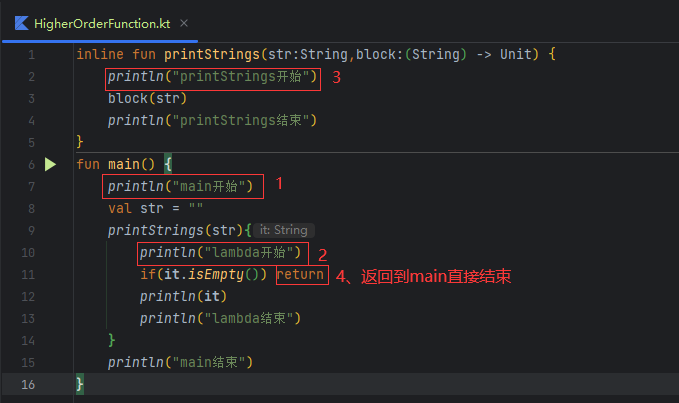 HigherOrderFunction.kt ×
1 inline fun printStrings(str:String,block:(String) -> Unit) {
2 println("printStrings开始") 3
3 block(str)
4 println("printStrings结束")
5 }
6 fun main() {
7 println("main开始") 1
8 val str = ""
9 printStrings(str){ it: String
10 println("lambda开始") 2
11 if(it.isEmpty()) return 4、返回到main直接结束
12 println(it)
13 println("lambda结束")
14 }
15 println("main结束")
16 }